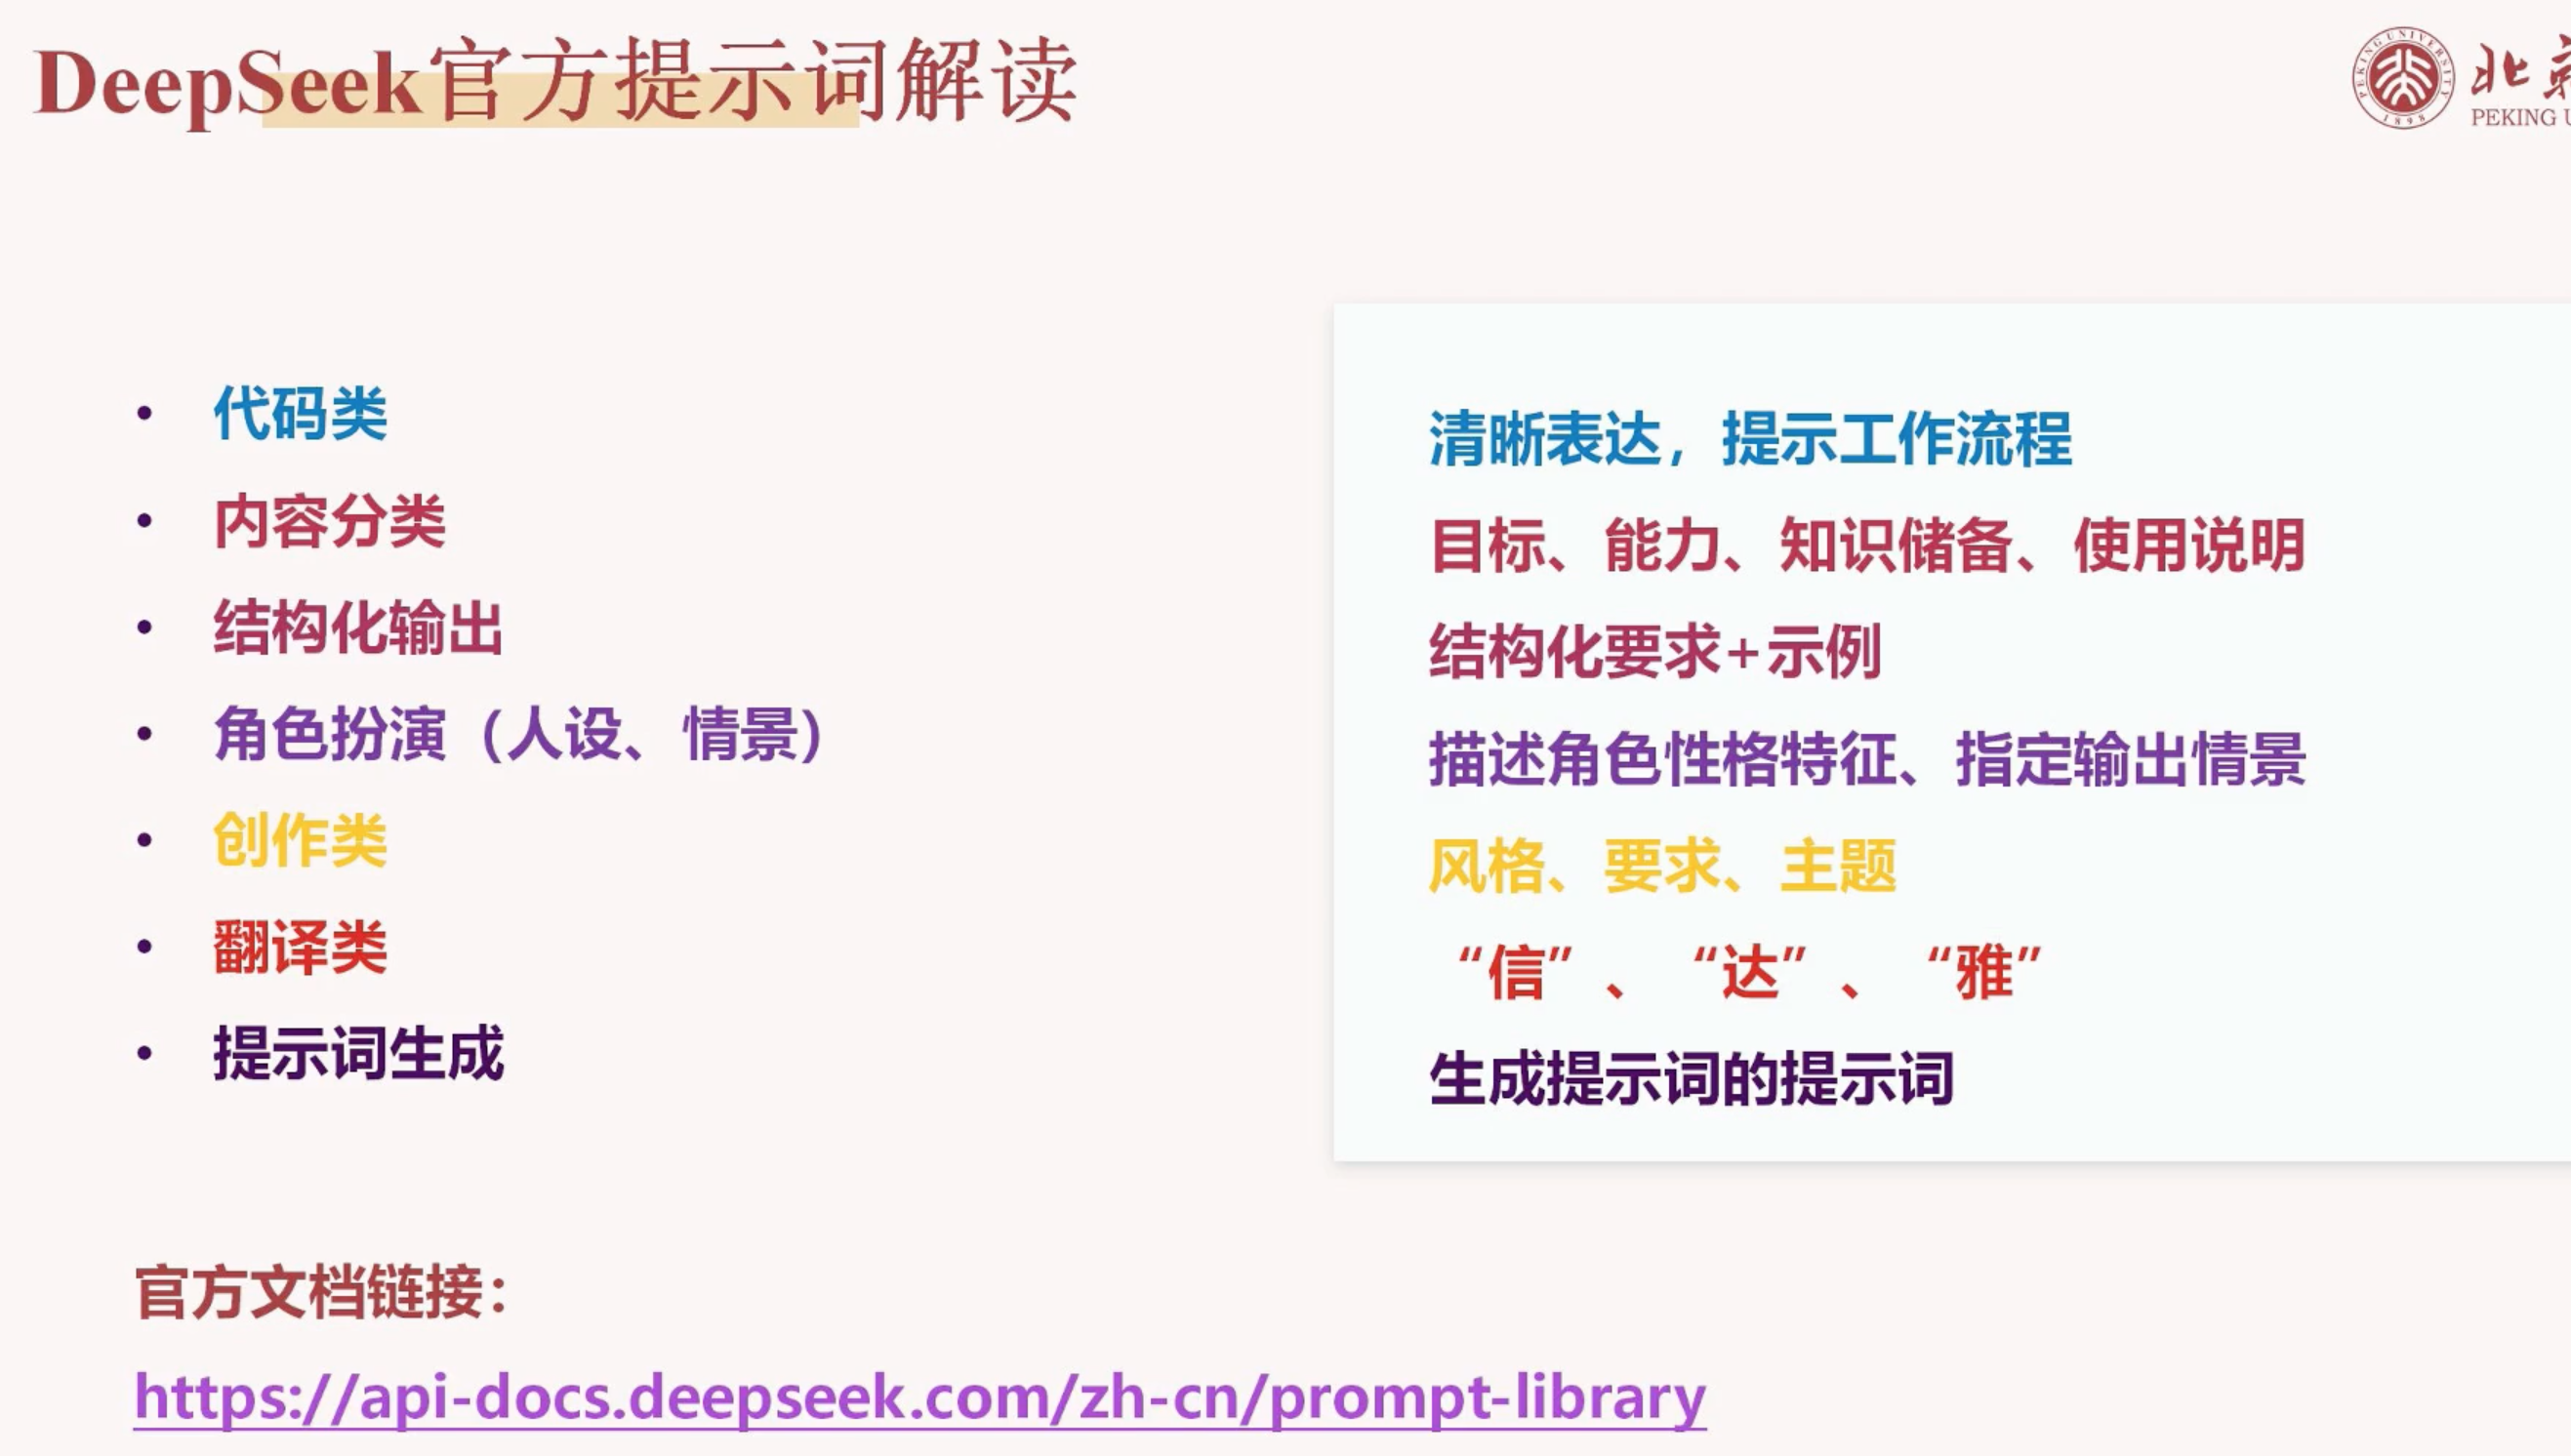 DeepSeek官方提示词解读
PEKING UNIVERSITY
1898
北京
PEKING U
• 代码类
• 内容分类
• 结构化输出
• 角色扮演（人设、情景）
• 创作类
• 翻译类
• 提示词生成
清晰表达，提示工作流程
目标、能力、知识储备、使用说明
结构化要求+示例
描述角色性格特征、指定输出情景
风格、要求、主题
“信”、“达”、“雅”
生成提示词的提示词
官方文档链接：
https://api-docs.deepseek.com/zh-cn/prompt-library